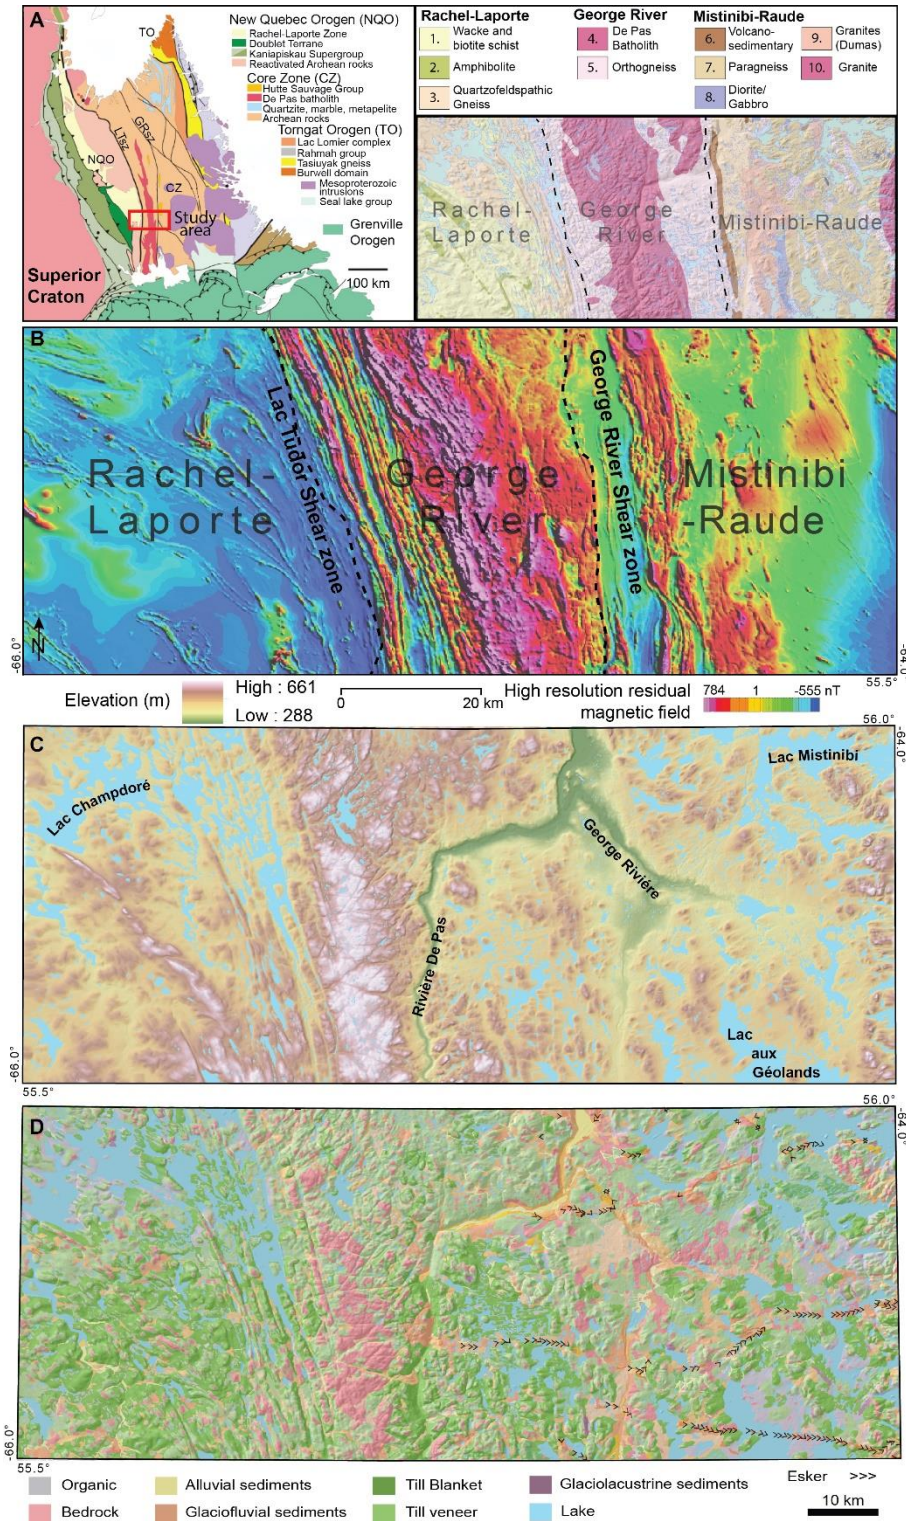 A
New Quebec Orogen (NQO)
Rachel-Laporte Zone
Doublet Terrano
Kaniapiskau Supergroup
Reactivated Archean rocks
Core Zone (CZ)
Hutte Sauvage Group
De Pas batholith
Quartzite, marble, metapelite
Archean rocks
Torngat Orogen (TO)
Lac Lomier complex
Rahmah group
Tasiuyak gneiss
Burwell domain
Mesoproterozoic
intrusions
Seal lake group
Grenville
Orogen
100 km
TO
GRsz
LTsz
NQO
CZ
Study
area
Superior
Craton
Rachel-Laporte
1. Wacke and
biotite schist
2. Amphibolite
3. Quartzofeldspathic
Gneiss
George River
4. De Pas
Batholith
5. Orthogneiss
Mistinibi-Raude
6. Volcano-
sedimentary
7. Paragneiss
8. Diorite/
Gabbro
9. Granites
(Dumas)
10. Granite
Rachel-
Laporte
George
River
Mistinibi-Raude
B
Rachel-
Laporte
Lac Tudor Shear zone
George
River
George River Shear zone
Mistinibi
-Raude
N
-66.0°
-64.0°
55.5°
Elevation (m)
High : 661
Low : 288
0 20 km
High resolution residual
magnetic field
784 1 -555 nT
56.0°
-64.0°
C
Lac Champdoré
Lac Mistinibi
George Riviére
Rivière De Pas
Lac
aux
Géolands
-66.0°
55.5°
56.0°
-64.0°
D
-66.0°
55.5°
Organic
Bedrock
Alluvial sediments
Glaciofluvial sediments
Till Blanket
Till veneer
Glaciolacustrine sediments
Lake
Esker >>>
10 km